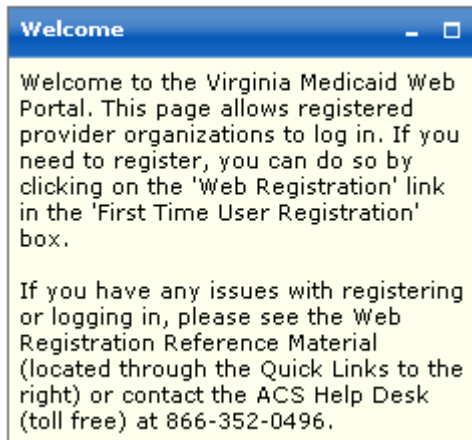 Welcome
Welcome to the Virginia Medicaid Web
Portal. This page allows registered
provider organizations to log in. If you
need to register, you can do so by
clicking on the 'Web Registration' link
in the 'First Time User Registration'
box.
If you have any issues with registering
or logging in, please see the Web
Registration Reference Material
(located through the Quick Links to the
right) or contact the ACS Help Desk
(toll free) at 866-352-0496.